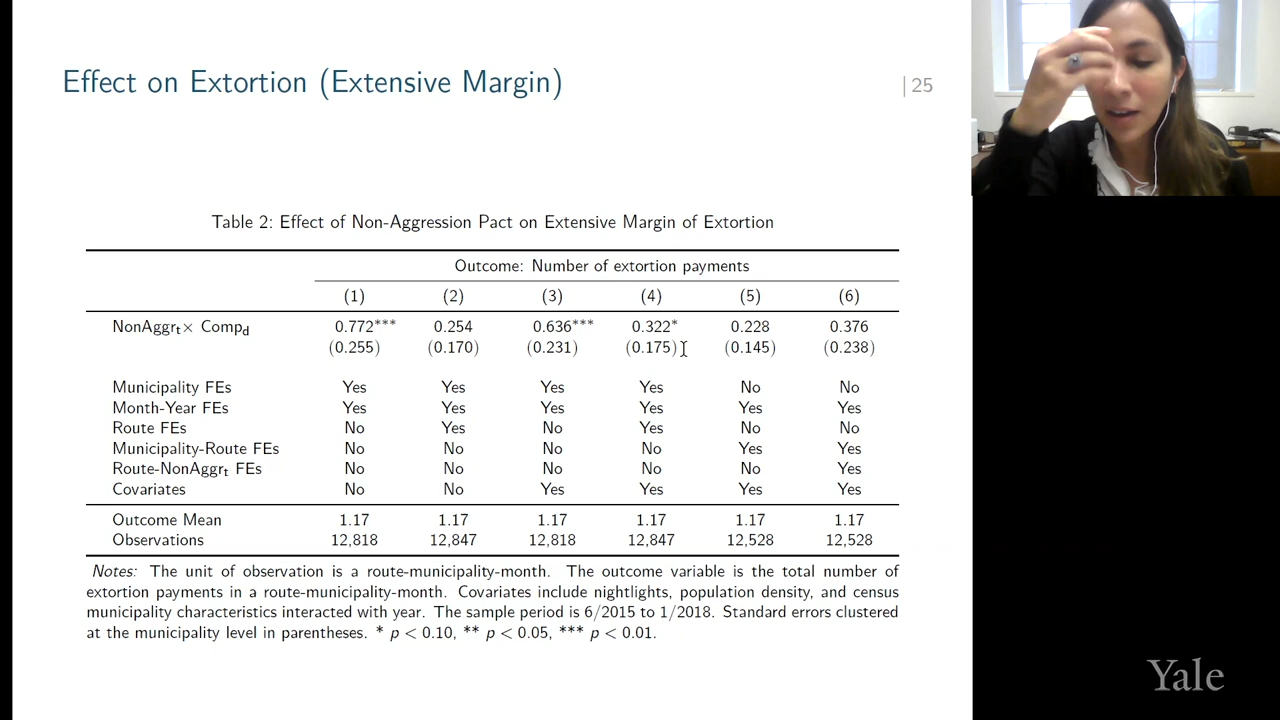 Effect on Extortion (Extensive Margin)
| 25
Table 2: Effect of Non-Aggression Pact on Extensive Margin of Extortion
Outcome: Number of extortion payments
(1) (2) (3) (4) (5) (6)
NonAggrt× Compd 0.772*** 0.254 0.636*** 0.322* 0.228 0.376
(0.255) (0.170) (0.231) (0.175) (0.145) (0.238)
Municipality FEs Yes Yes Yes Yes No No
Month-Year FEs Yes Yes Yes Yes Yes Yes
Route FEs No Yes No Yes No No
Municipality-Route FEs No No No No Yes Yes
Route-NonAggrt FEs No No No No No Yes
Covariates No No Yes Yes Yes Yes
Outcome Mean 1.17 1.17 1.17 1.17 1.17 1.17
Observations 12,818 12,847 12,818 12,847 12,528 12,528
Notes: The unit of observation is a route-municipality-month. The outcome variable is the total number of
extortion payments in a route-municipality-month. Covariates include nightlights, population density, and census
municipality characteristics interacted with year. The sample period is 6/2015 to 1/2018. Standard errors clustered
at the municipality level in parentheses. * p < 0.10, ** p < 0.05, *** p < 0.01.
Yale